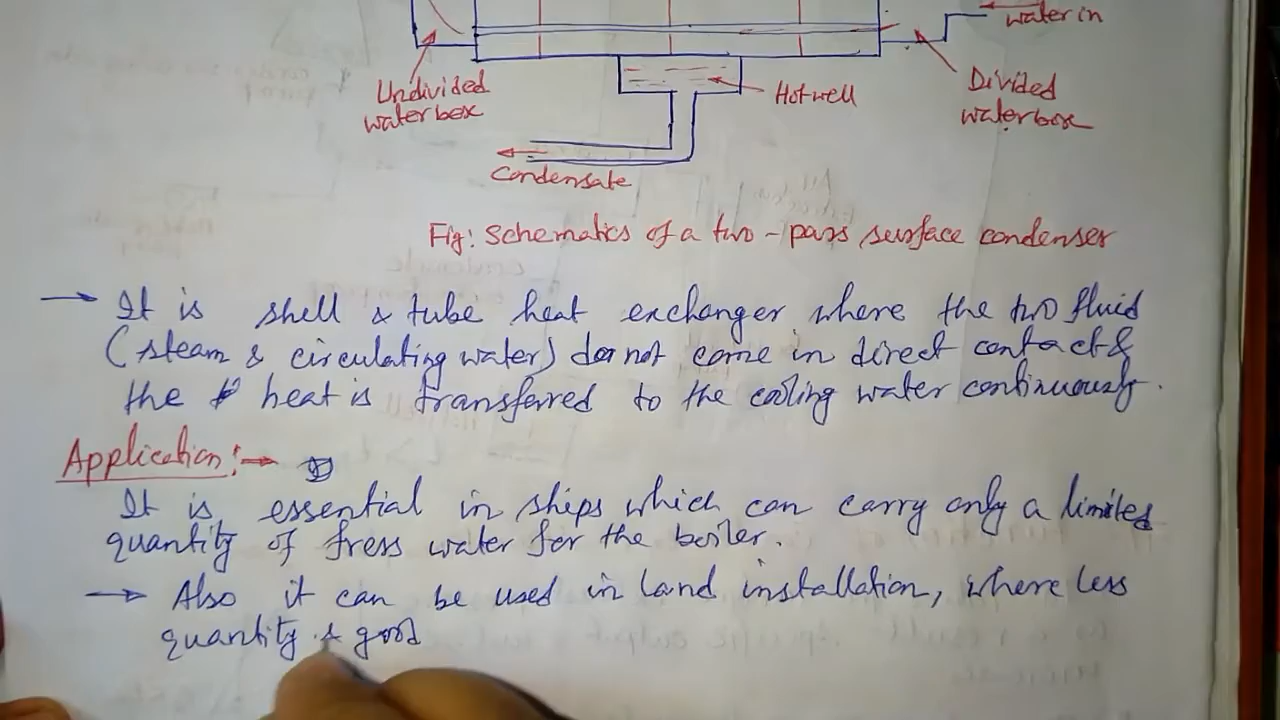 water in
Undivided
waterbox
Hotwell
Divided
waterbox
Condensate
Fig: Schematics of a two-pass surface condenser
→ It is shell & tube heat exchanger where the two fluid
(steam & circulating water) do not come in direct contact &
the heat is transferred to the cooling water continuously.
Application:→
It is essential in ships which can carry only a limited
quantity of fress water for the boiler.
→ Also it can be used in land installation, where less
quantity & good